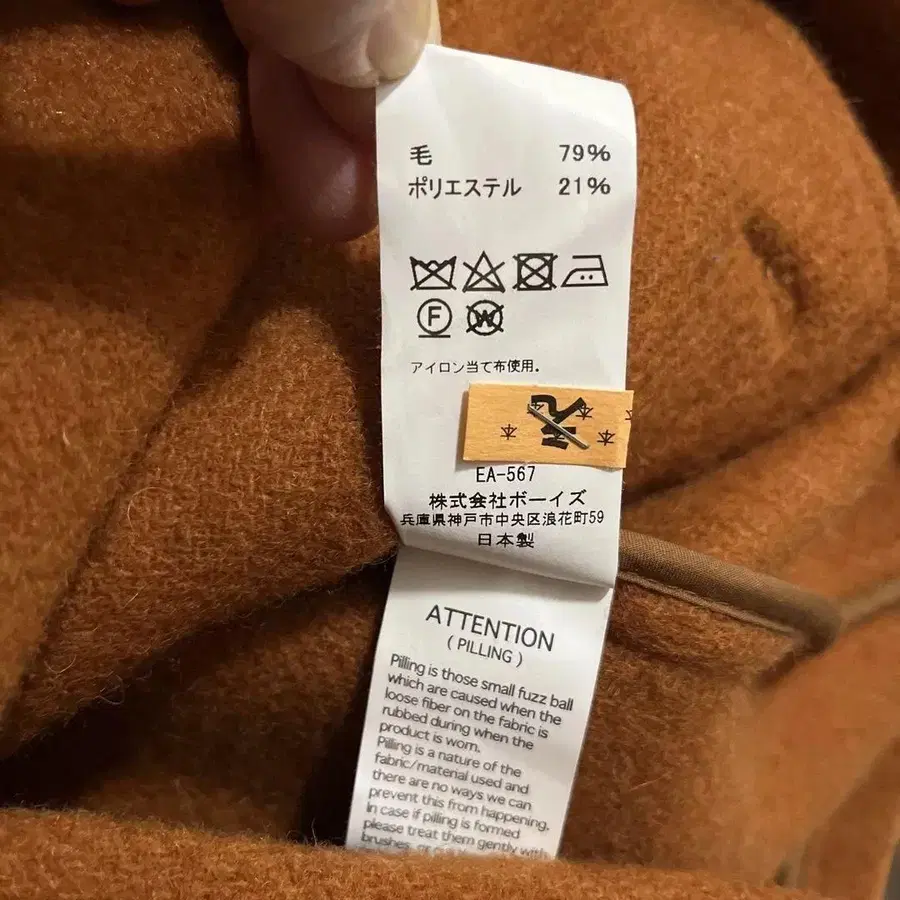 毛 79%
ポリエステル 21%
F W
アイロン当て布使用.
本 本 本
EA-567
株式会社ボーイズ
兵庫県神戸市中央区浪花町59
日本製
ATTENTION
( PILLING )
Pilling is those small fuzz ball
which are caused when the
loose fiber on the fabric is
rubbed during when the
product is worn.
Pilling is a nature of the
fabric/material used and
there are no ways we can
prevent this from happening.
In case if pilling is formed
please treat them gently with
brushes, or